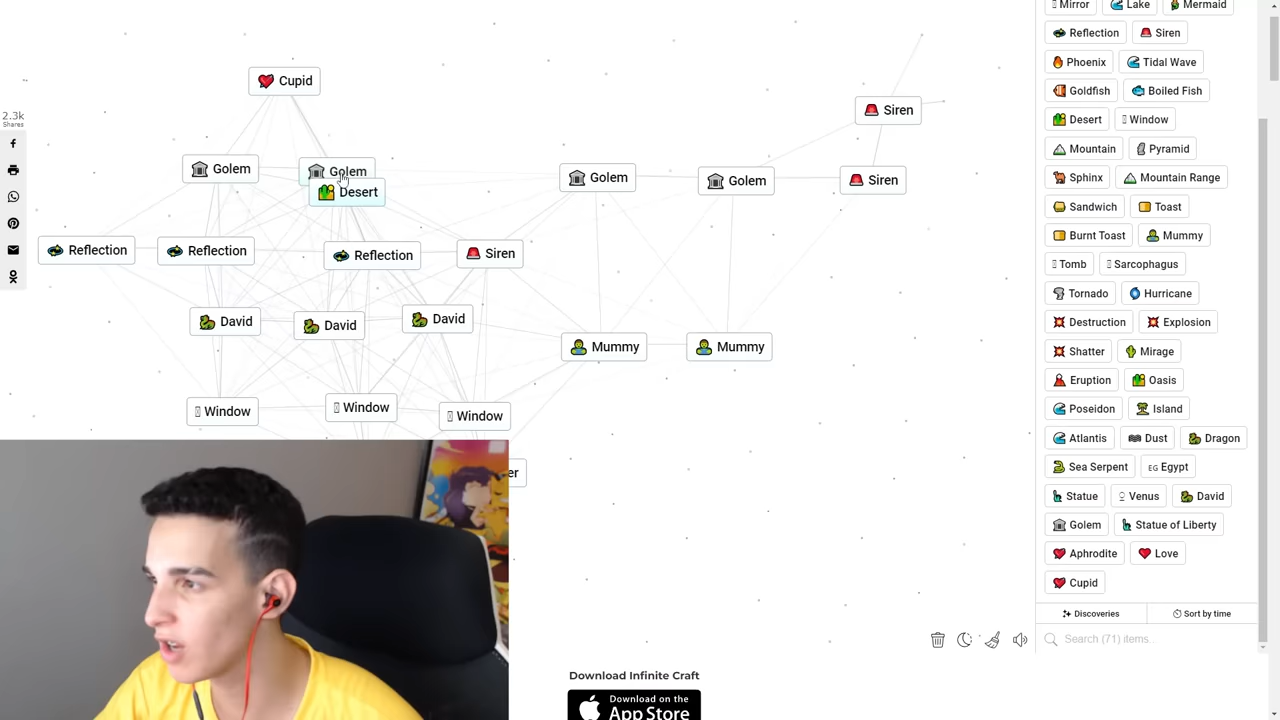 Mirror Lake Mermaid
Reflection Siren
Phoenix Tidal Wave
Goldfish Boiled Fish
Desert Window
Mountain Pyramid
Sphinx Mountain Range
Sandwich Toast
Burnt Toast Mummy
Tomb Sarcophagus
Tornado Hurricane
Destruction Explosion
Shatter Mirage
Eruption Oasis
Poseidon Island
Atlantis Dust Dragon
Sea Serpent EG Egypt
Statue Venus David
Golem Statue of Liberty
Aphrodite Love
Cupid
Discoveries Sort by time
Search (71) items...
2.3k
Shares
Cupid
Siren
Golem Golem Golem Golem Siren
Desert
Reflection Reflection Reflection Siren
David David David
Mummy Mummy
Window Window Window
er
Download Infinite Craft
Download on the
App Store